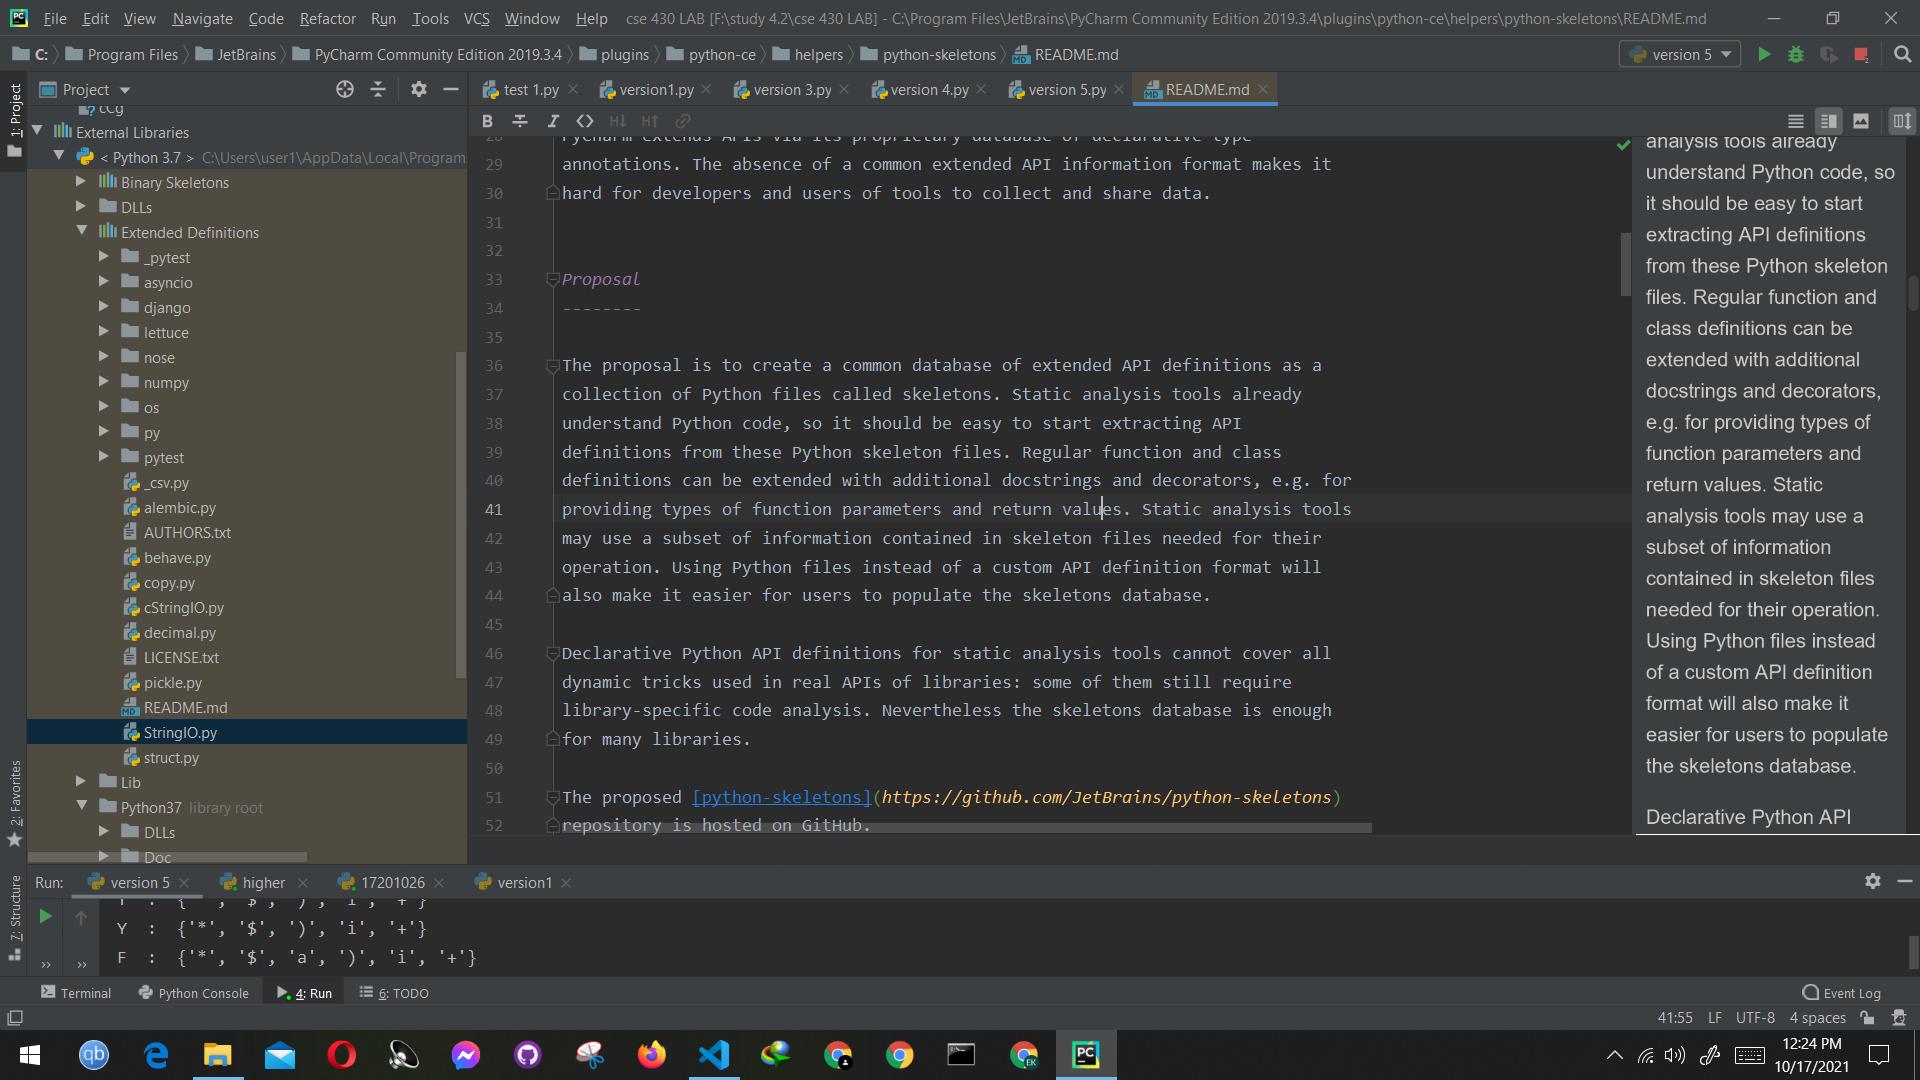 File Edit View Navigate Code Refactor Run Tools VCS Window Help cse 430 LAB [F:\study 4.2\cse 430 LAB] - C:\Program Files\JetBrains\PyCharm Community Edition 2019.3.4\plugins\python-ce\helpers\python-skeletons\README.md
C: Program Files JetBrains PyCharm Community Edition 2019.3.4 plugins python-ce helpers python-skeletons README.md version 5
1: Project
Project
test 1.py version1.py version 3.py version 4.py version 5.py README.md
External Libraries
< Python 3.7 > C:\Users\user1\AppData\Local\Program
Binary Skeletons
DLLs
Extended Definitions
_pytest
asyncio
django
lettuce
nose
numpy
os
py
pytest
_csv.py
alembic.py
AUTHORS.txt
behave.py
copy.py
cStringIO.py
decimal.py
LICENSE.txt
pickle.py
README.md
StringIO.py
struct.py
Lib
Python37 library root
DLLs
Doc
29 annotations. The absence of a common extended API information format makes it
30 hard for developers and users of tools to collect and share data.
31
32
33 Proposal
34 --------
35
36 The proposal is to create a common database of extended API definitions as a
37 collection of Python files called skeletons. Static analysis tools already
38 understand Python code, so it should be easy to start extracting API
39 definitions from these Python skeleton files. Regular function and class
40 definitions can be extended with additional docstrings and decorators, e.g. for
41 providing types of function parameters and return values. Static analysis tools
42 may use a subset of information contained in skeleton files needed for their
43 operation. Using Python files instead of a custom API definition format will
44 also make it easier for users to populate the skeletons database.
45
46 Declarative Python API definitions for static analysis tools cannot cover all
47 dynamic tricks used in real APIs of libraries: some of them still require
48 library-specific code analysis. Nevertheless the skeletons database is enough
49 for many libraries.
50
51 The proposed [python-skeletons](https://github.com/JetBrains/python-skeletons)
52 repository is hosted on GitHub.
analysis tools already
understand Python code, so
it should be easy to start
extracting API definitions
from these Python skeleton
files. Regular function and
class definitions can be
extended with additional
docstrings and decorators,
e.g. for providing types of
function parameters and
return values. Static
analysis tools may use a
subset of information
contained in skeleton files
needed for their operation.
Using Python files instead
of a custom API definition
format will also make it
easier for users to populate
the skeletons database.
Declarative Python API
2: Favorites
7: Structure
Run: version 5 higher 17201026 version1
Y : {'*', '$', ')', 'i', '+'}
F : {'*', '$', 'a', ')', 'i', '+'}
Terminal Python Console 4: Run 6: TODO Event Log
41:55 LF UTF-8 4 spaces
12:24 PM
10/17/2021